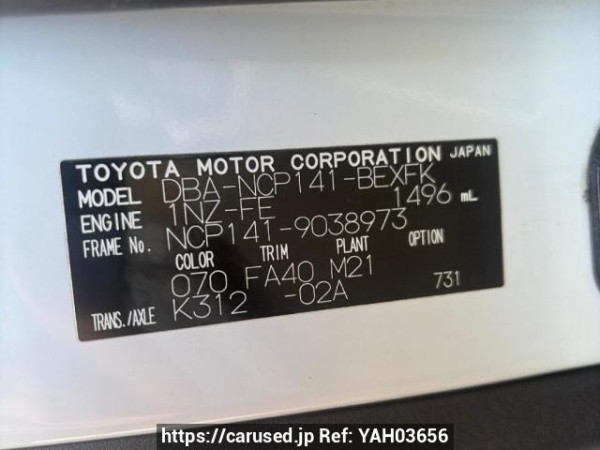 TOYOTA MOTOR CORPORATION JAPAN
MODEL DBA-NCP141-BEXFK
ENGINE 1NZ-FE 1496 mL
FRAME No. NCP141-9038973
COLOR TRIM PLANT OPTION
070 FA40 M21
TRANS./AXLE K312 -02A 731
https://carused.jp Ref: YAH03656